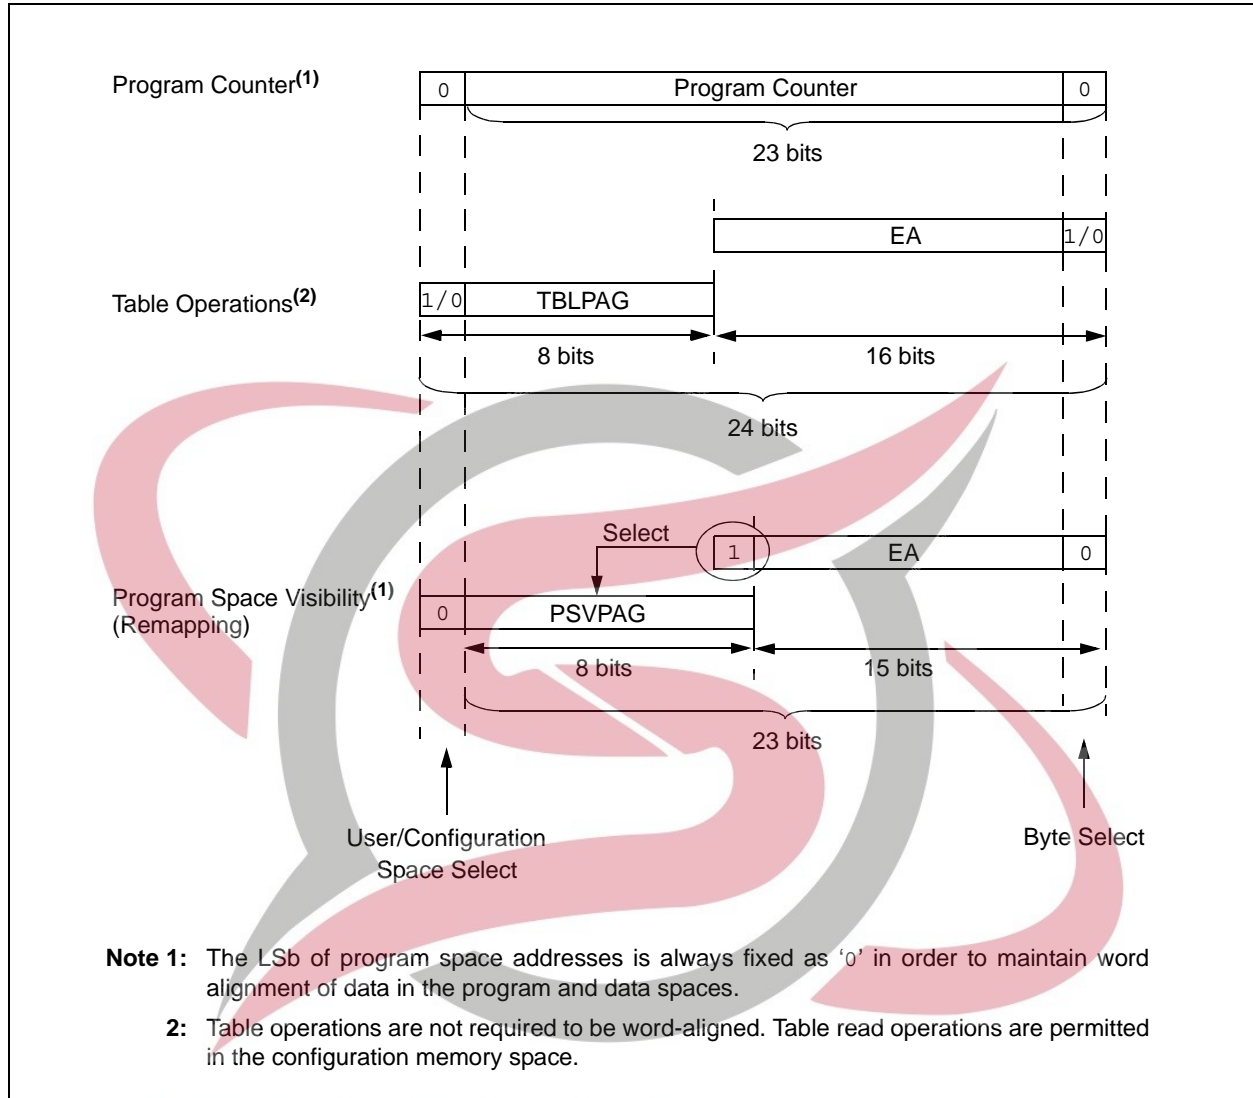 Program Counter(1)
0 Program Counter 0
23 bits
EA 1/0
Table Operations(2)
1/0 TBLPAG
8 bits 16 bits
24 bits
Select
1 EA 0
Program Space Visibility(1)
(Remapping)
0 PSVPAG
8 bits 15 bits
23 bits
User/Configuration
Space Select
Byte Select
Note 1: The LSb of program space addresses is always fixed as ‘0’ in order to maintain word
alignment of data in the program and data spaces.
2: Table operations are not required to be word-aligned. Table read operations are permitted
in the configuration memory space.